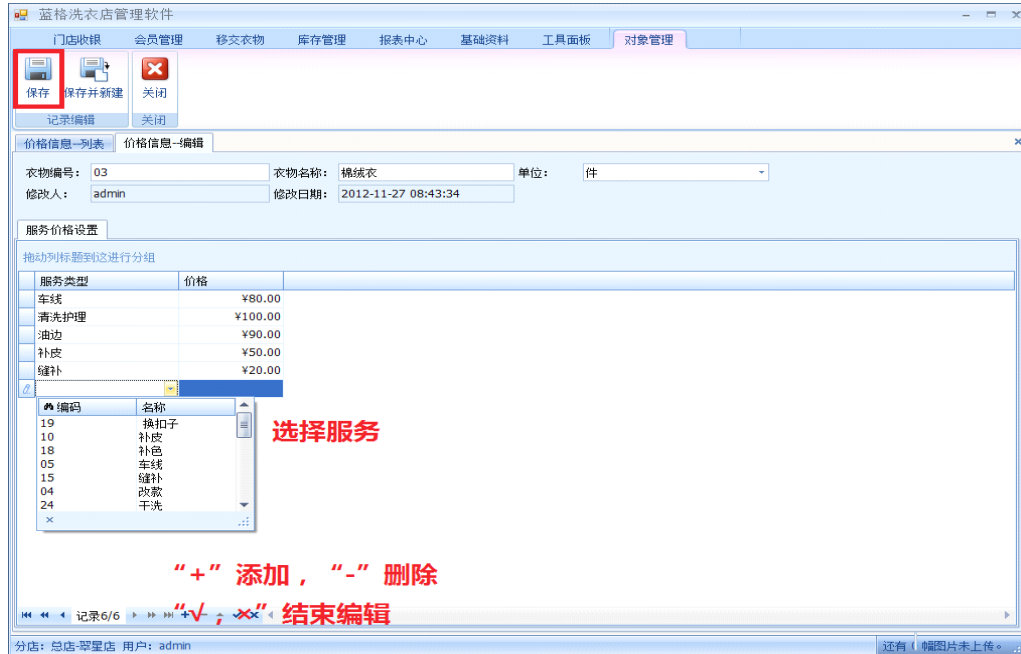 蓝格洗衣店管理软件
门店收银 会员管理 移交衣物 库存管理 报表中心 基础资料 工具面板 对象管理
保存 保存并新建 关闭
记录编辑 关闭
价格信息--列表 价格信息--编辑
衣物编号： 03 衣物名称： 棉绒衣 单位： 件
修改人： admin 修改日期： 2012-11-27 08:43:34
服务价格设置
拖动列标题到这进行分组
服务类型 价格
车线 ¥80.00
清洗护理 ¥100.00
油边 ¥90.00
补皮 ¥50.00
缝补 ¥20.00
编码 名称
19 换扣子
10 补皮
18 补色
05 车线
15 缝补
04 改款
24 干洗
选择服务
“+”添加，“-”删除
“√，×”结束编辑
记录6/6
分店：总店-翠星店 用户：admin 还有（ 幅图片未上传。